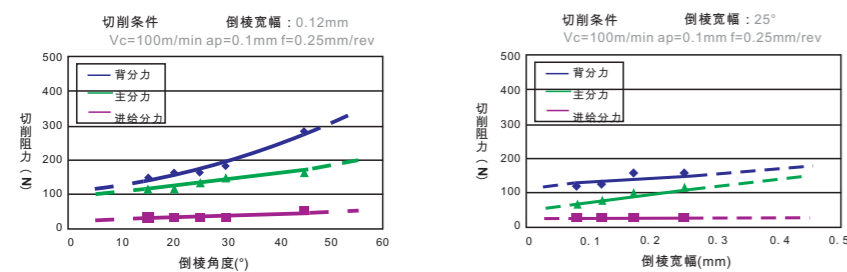 切削条件 倒棱宽幅：0.12mm
Vc=100m/min ap=0.1mm f=0.25mm/rev
500
400
300
200
100
0
切削阻力（N）
背分力
主分力
进给分力
0 10 20 30 40 50 60
倒棱角度(°)
切削条件 倒棱宽幅：25°
Vc=100m/min ap=0.1mm f=0.25mm/rev
500
400
300
200
100
0
切削阻力（N）
背分力
主分力
进给分力
0 0.1 0.2 0.3 0.4 0.5
倒棱宽幅(mm)